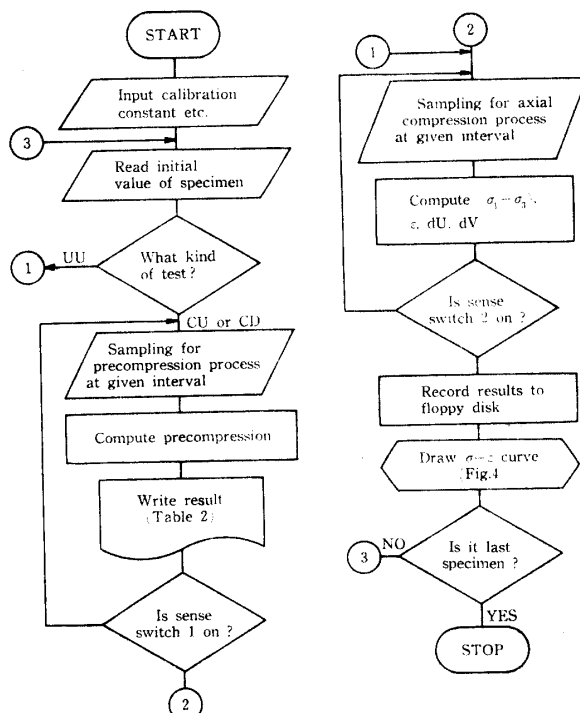 START
Input calibration
constant etc.
3
Read initial
value of specimen
What kind
of test?
UU
1
CU or CD
Sampling for
precompression process
at given interval
Compute precompression
Write result
(Table 2)
Is sense
switch 1 on ?
2
2
1
Sampling for axial
compression process
at given interval
Compute σ₁-σ₃,
ε, dU, dV
Is sense
switch 2 on ?
Record results to
floppy disk
Draw σ-ε curve
(Fig.4
Is it last
specimen ?
NO
3
YES
STOP